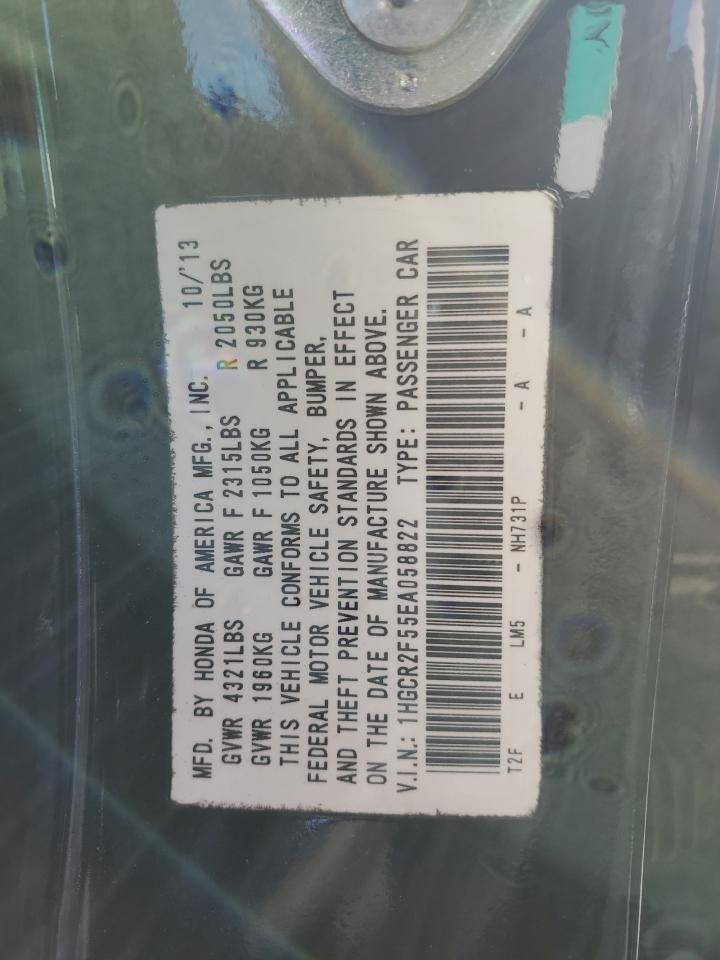 MFD. BY HONDA OF AMERICA MFG., INC. 10/'13
GVWR 4321LBS GAWR F 2315LBS R 2050LBS
GVWR 1960KG GAWR F 1050KG R 930KG
THIS VEHICLE CONFORMS TO ALL APPLICABLE
FEDERAL MOTOR VEHICLE SAFETY, BUMPER,
AND THEFT PREVENTION STANDARDS IN EFFECT
ON THE DATE OF MANUFACTURE SHOWN ABOVE.
V.I.N.: 1HGCR2F55EA058822 TYPE: PASSENGER CAR
T2F E LM5 - NH731P - A - A